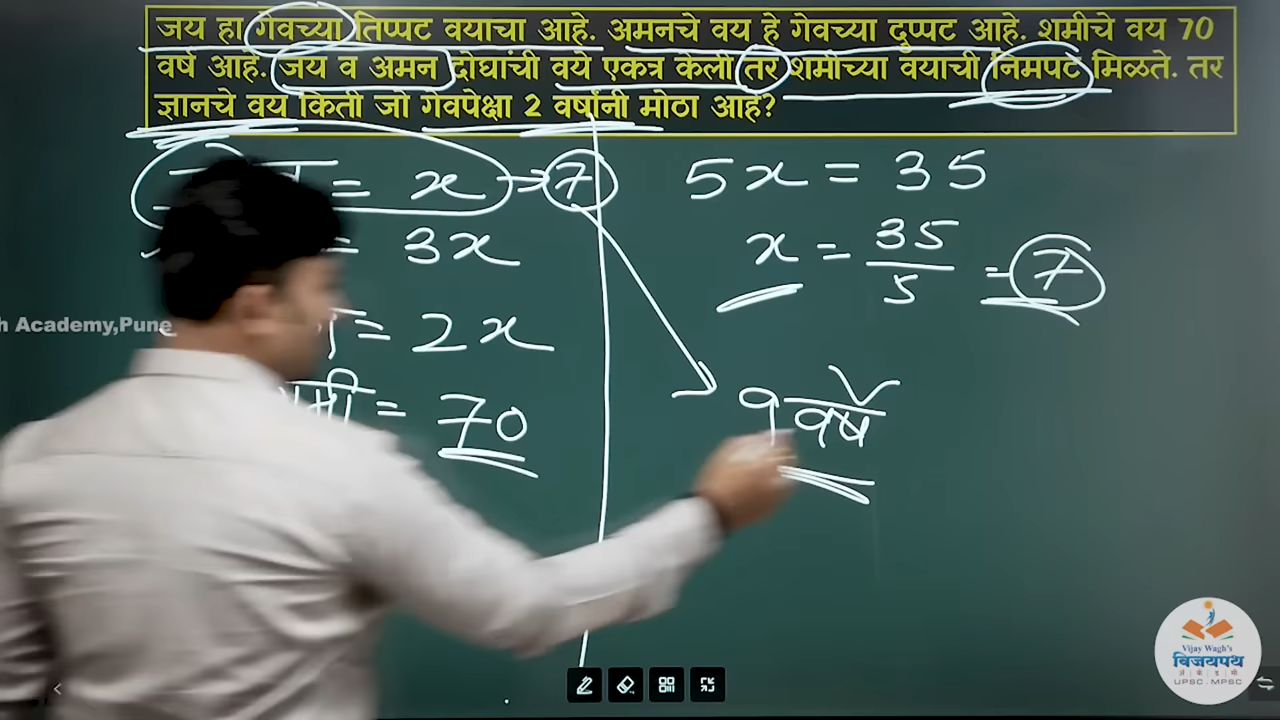 जय हा गेवच्या तिप्पट वयाचा आहे. अमनचे वय हे गेवच्या दुप्पट आहे. शमीचे वय 70
वर्ष आहे. जय व अमन दोघांची वये एकत्र केली तर शमीच्या वयाची निमपट मिळते. तर
ज्ञानचे वय किती जो गेवपेक्षा 2 वर्षांनी मोठा आहे?
= x → 7
= 3x
= 2x
मी = 70
5x = 35
x = 35/5 = 7
9 वर्षे
h Academy,Pune
Vijay Wagh's
विजयपथ
UPSC.MPSC